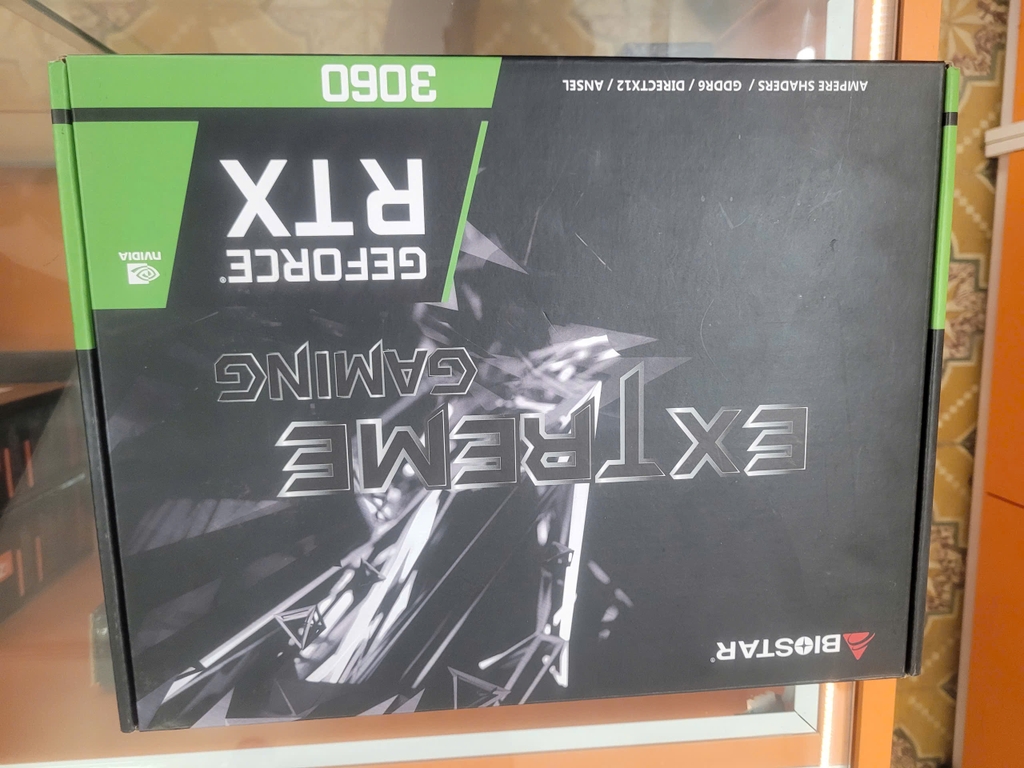 BIOSTAR®
EXTREME
GAMING
GEFORCE®
RTX
NVIDIA
3060
AMPERE SHADERS / GDDR6 / DIRECTX12 / ANSEL